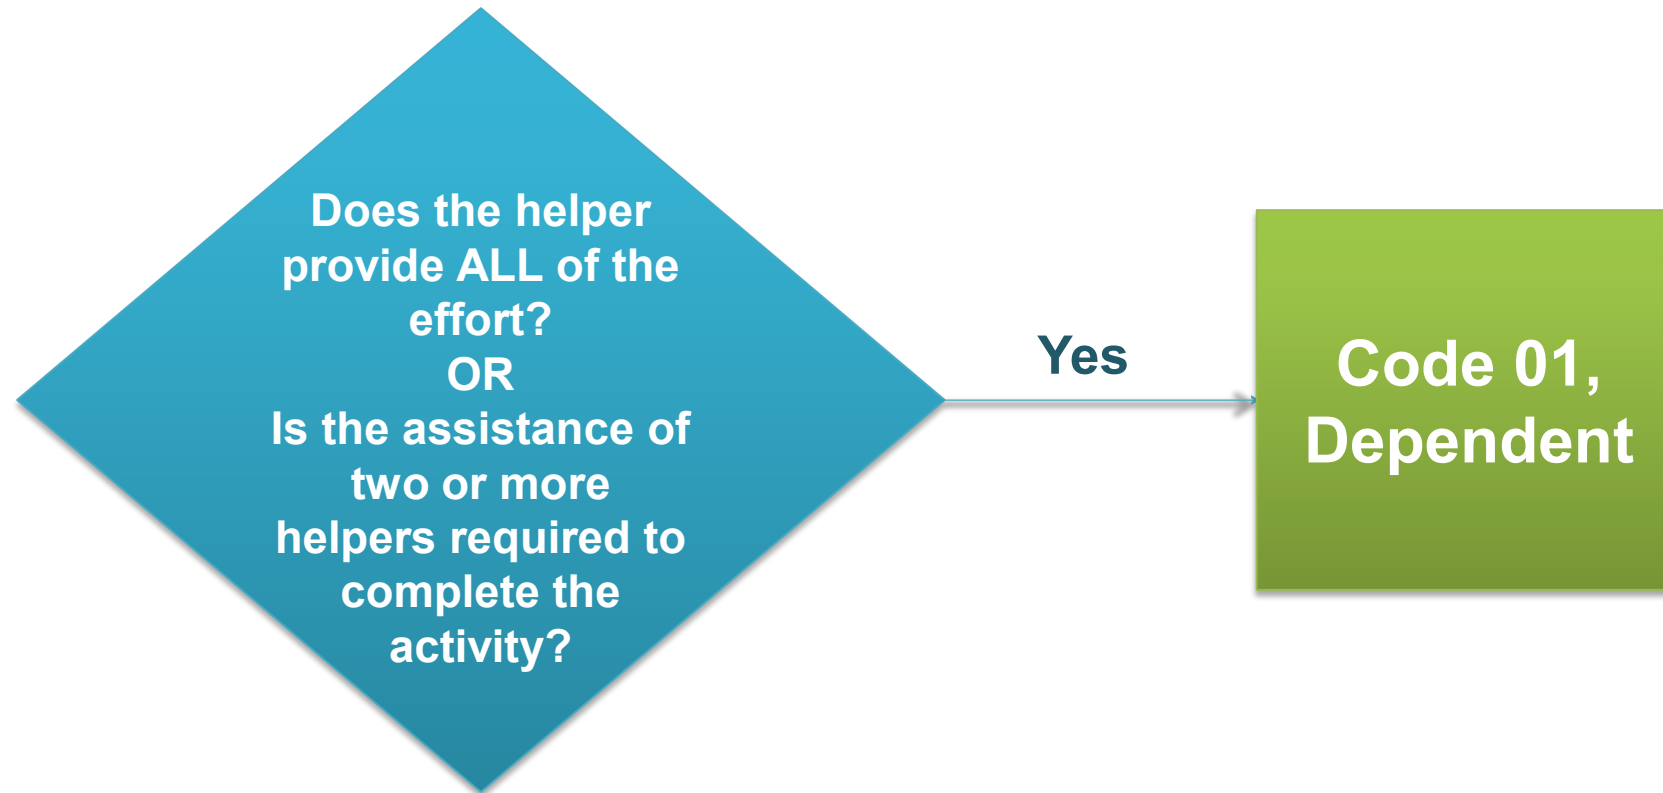 Does the helper
provide ALL of the
effort?
OR
Is the assistance of
two or more
helpers required to
complete the
activity?
Yes
Code 01,
Dependent